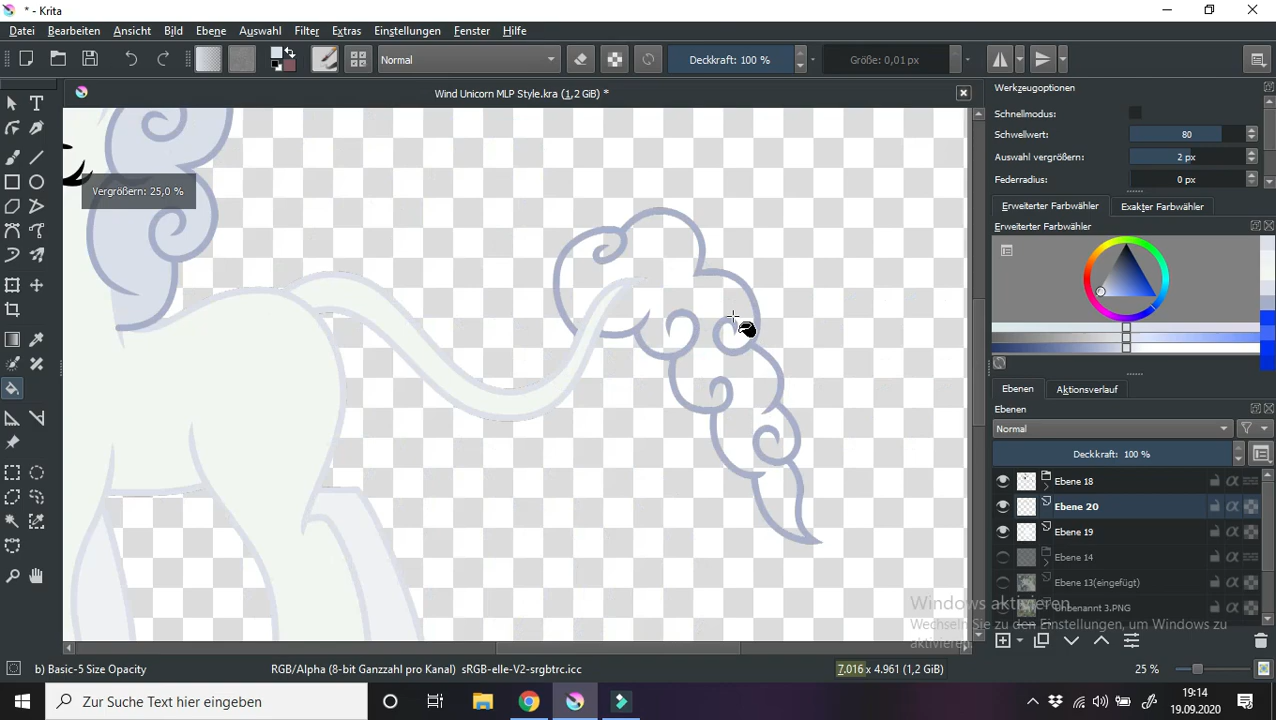 * - Krita
Datei Bearbeiten Ansicht Bild Ebene Auswahl Filter Extras Einstellungen Fenster Hilfe
Normal Deckkraft: 100 % Größe: 0,01 px
Wind Unicorn MLP Style.kra (1,2 GiB) *
Werkzeugoptionen
Schnellmodus:
Schwellwert: 80
Auswahl vergrößern: 2 px
Federradius: 0 px
Vergrößern: 25,0 %
Erweiterter Farbwähler Exakter Farbwähler
Erweiterter Farbwähler
Ebenen Aktionsverlauf
Ebenen
Normal
Deckkraft: 100 %
Ebene 18
Ebene 20
Ebene 19
Ebene 14
Ebene 13(eingefügt)
Unbenannt 3.PNG
Windows aktivieren
Wechseln Sie zu den Einstellungen, um Windows zu
aktivieren.
b) Basic-5 Size Opacity RGB/Alpha (8-bit Ganzzahl pro Kanal) sRGB-elle-V2-srgbtrc.icc 7.016 x 4.961 (1,2 GiB) 25 %
Zur Suche Text hier eingeben
19:14
19.09.2020